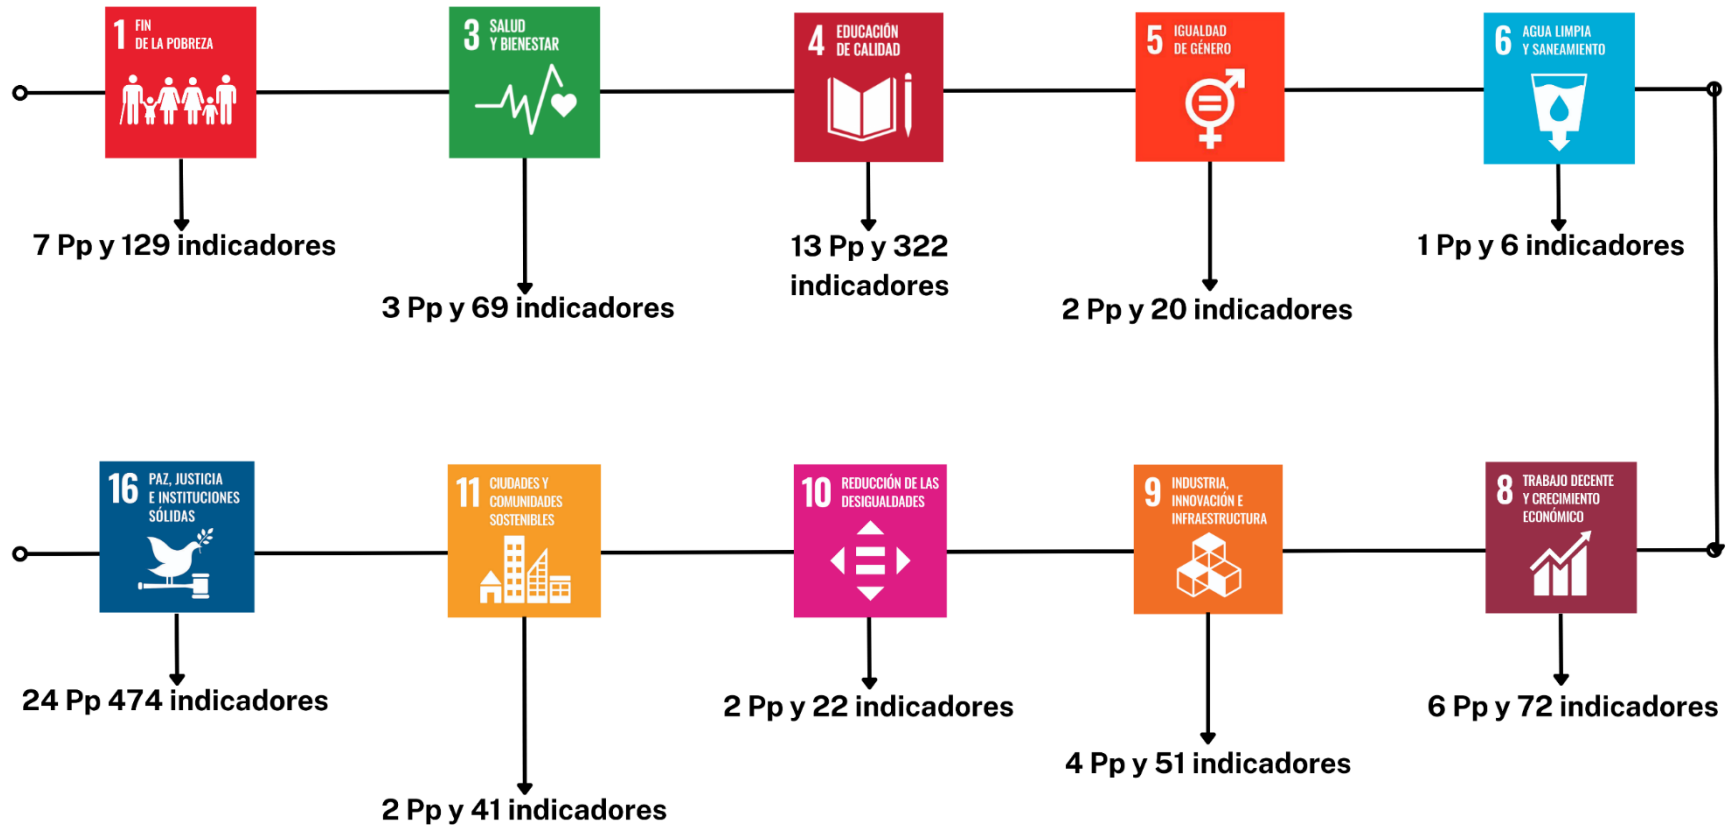 1 FIN
DE LA POBREZA
3 SALUD
Y BIENESTAR
4 EDUCACIÓN
DE CALIDAD
5 IGUALDAD
DE GÉNERO
6 AGUA LIMPIA
Y SANEAMIENTO
7 Pp y 129 indicadores
3 Pp y 69 indicadores
13 Pp y 322
indicadores
2 Pp y 20 indicadores
1 Pp y 6 indicadores
16 PAZ, JUSTICIA
E INSTITUCIONES
SÓLIDAS
11 CIUDADES Y
COMUNIDADES
SOSTENIBLES
10 REDUCCIÓN DE LAS
DESIGUALDADES
9 INDUSTRIA,
INNOVACIÓN E
INFRAESTRUCTURA
8 TRABAJO DECENTE
Y CRECIMIENTO
ECONÓMICO
24 Pp 474 indicadores
2 Pp y 41 indicadores
2 Pp y 22 indicadores
4 Pp y 51 indicadores
6 Pp y 72 indicadores